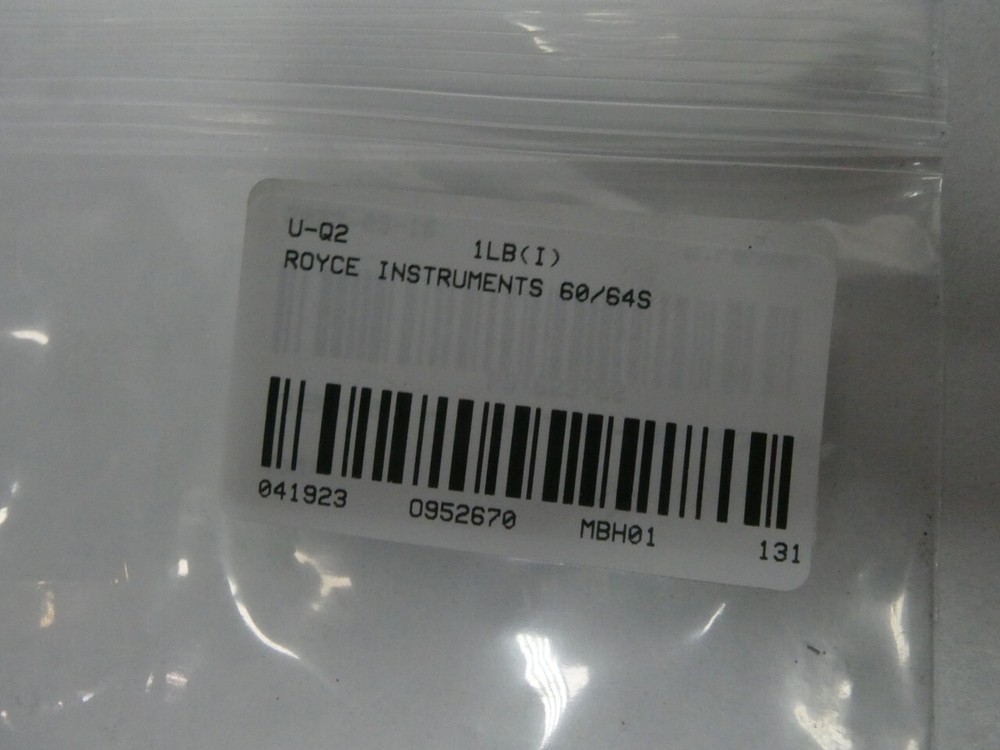 U-Q2 1LB(I)
ROYCE INSTRUMENTS 60/64S
041923 0952670 MBH01 131